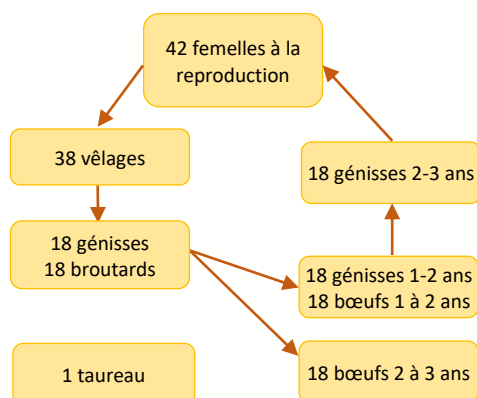 42 femelles à la
reproduction
38 vêlages
18 génisses 2-3 ans
18 génisses
18 broutards
18 génisses 1-2 ans
18 bœufs 1 à 2 ans
1 taureau
18 bœufs 2 à 3 ans